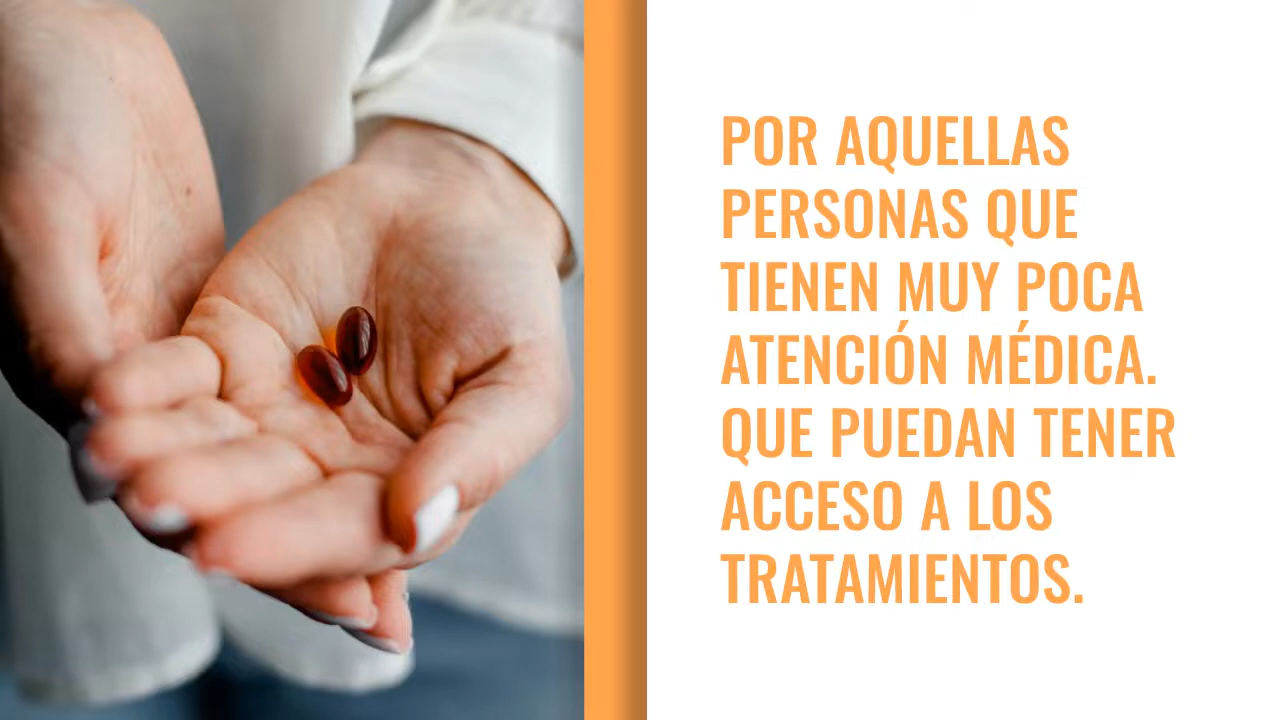 POR AQUELLAS
PERSONAS QUE
TIENEN MUY POCA
ATENCIÓN MÉDICA.
QUE PUEDAN TENER
ACCESO A LOS
TRATAMIENTOS.